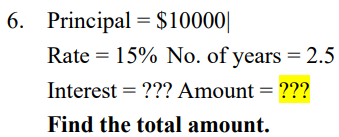 6. Principal = $10000|
Rate = 15% No. of years = 2.5
Interest = ??? Amount = ???
Find the total amount.